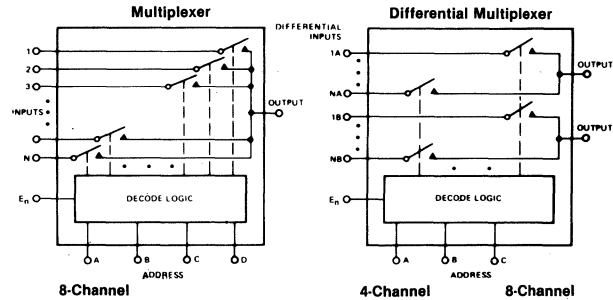 Multiplexer
1
2
3
INPUTS
N
OUTPUT
En
DECODE LOGIC
A B C D
ADDRESS
8-Channel
Differential Multiplexer
DIFFERENTIAL
INPUTS
1A
NA
1B
NB
OUTPUT
OUTPUT
En
DECODE LOGIC
A B C
ADDRESS
4-Channel 8-Channel